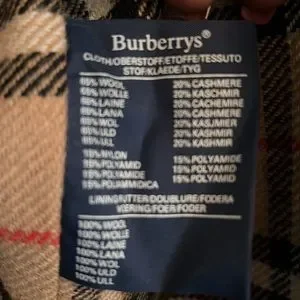 Burberrys®
CLOTH/OBERSTOFF/ETOFFE/TESSUTO
STOF/KLAEDE/TYG
65% WOOL 20% CASHMERE
65% WOLLE 20% KASCHMIR
65% LAINE 20% CACHEMIRE
65% LANA 20% CASHMERE
65% WOL 20% KASJMIER
65% ULD 20% KASHMIR
65% ULL 20% KASHMIR
15% NYLON 15% POLYAMIDE
15% POLYAMID 15% POLYAMID
15% POLYAMIDE 15% POLYAMID
15% POLIAMMIDICA
LINING/FUTTER/DOUBLURE/FODERA
VOERING/FOER/FODER
100% WOOL
100% WOLLE
100% LAINE
100% LANA
100% WOL
100% ULD
100% ULL